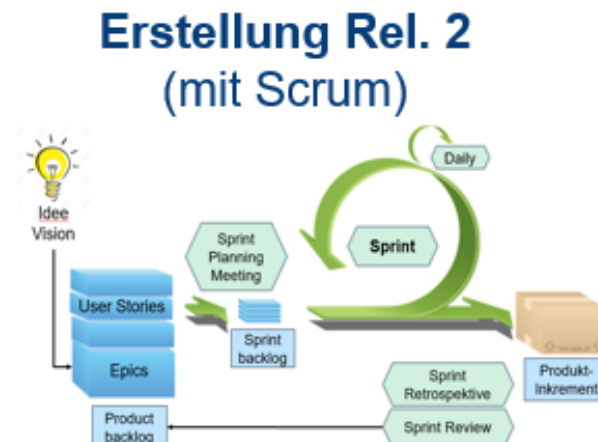 Erstellung Rel. 2
(mit Scrum)
Idee
Vision
Daily
Sprint
Planning
Meeting
Sprint
User Stories
Epics
Sprint
backlog
Produkt-
Inkrement
Sprint
Retrospektive
Sprint Review
Product
backlog